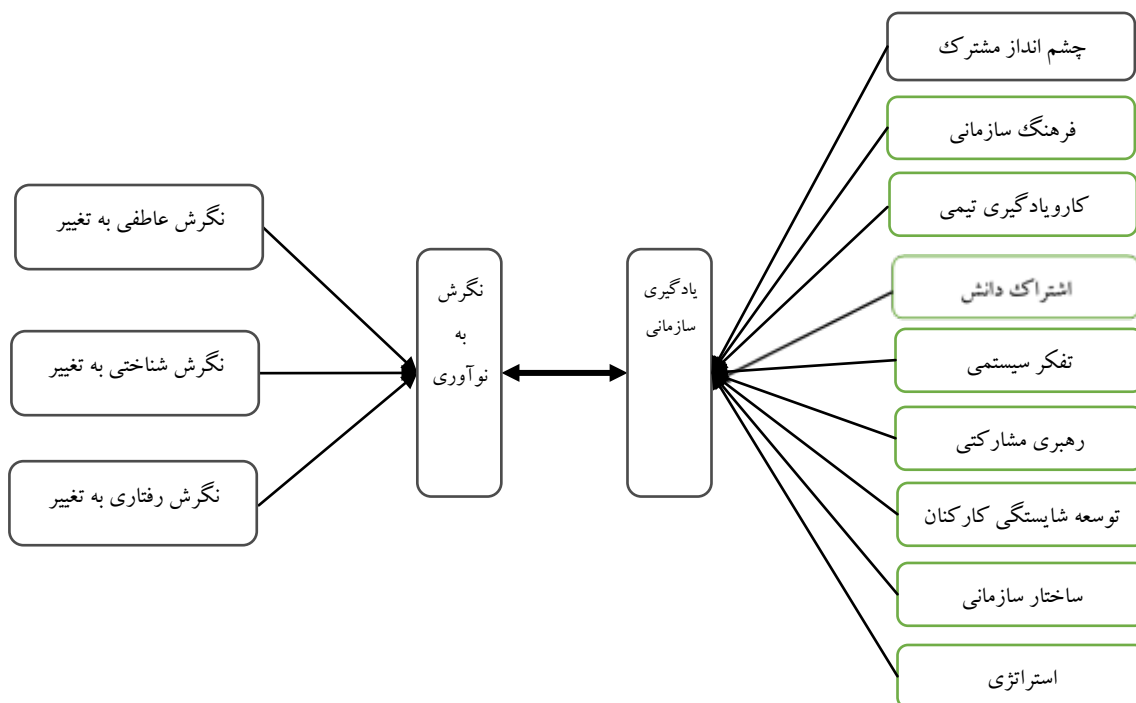 چشم انداز مشترک
فرهنگ سازمانی
کارویادگیری تیمی
اشتراک دانش
تفکر سیستمی
رهبری مشارکتی
توسعه شایستگی کارکنان
ساختار سازمانی
استراتژی
یادگیری
سازمانی
نگرش
به
نوآوری
نگرش عاطفی به تغییر
نگرش شناختی به تغییر
نگرش رفتاری به تغییر